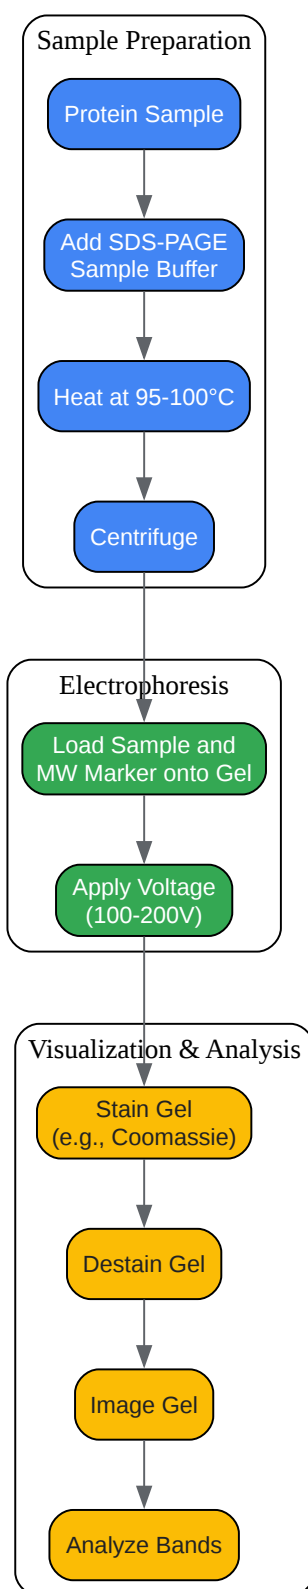 Sample Preparation
Protein Sample
Add SDS-PAGE
Sample Buffer
Heat at 95-100°C
Centrifuge
Electrophoresis
Load Sample and
MW Marker onto Gel
Apply Voltage
(100-200V)
Visualization & Analysis
Stain Gel
(e.g., Coomassie)
Destain Gel
Image Gel
Analyze Bands